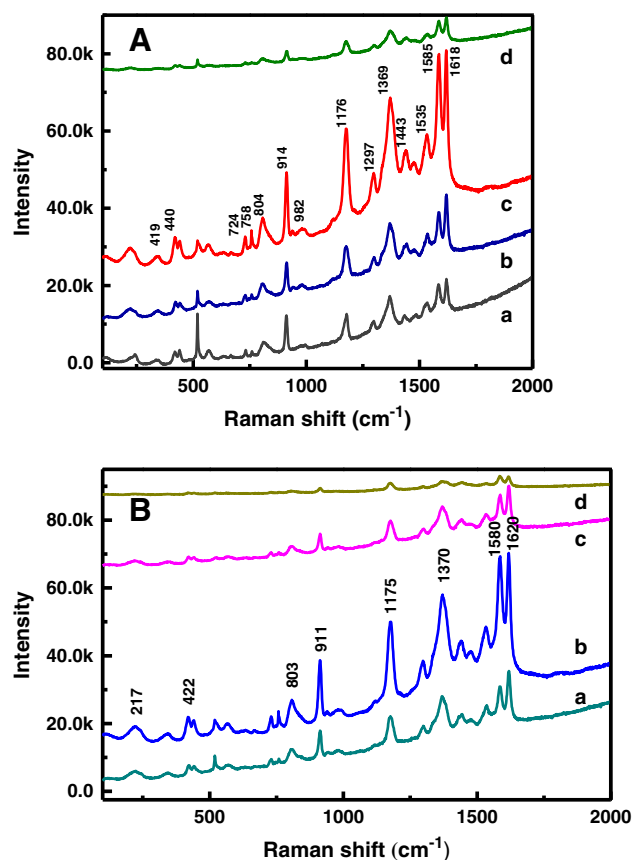 A
80.0k
60.0k
40.0k
20.0k
0.0
Intensity
419
440
724
758
804
914
982
1176
1297
1369
1443
1535
1585
1618
d
c
b
a
500
1000
1500
2000
Raman shift (cm-1)
B
80.0k
60.0k
40.0k
20.0k
0.0
Intensity
217
422
803
911
1175
1370
1580
1620
d
c
b
a
500
1000
1500
2000
Raman shift (cm-1)